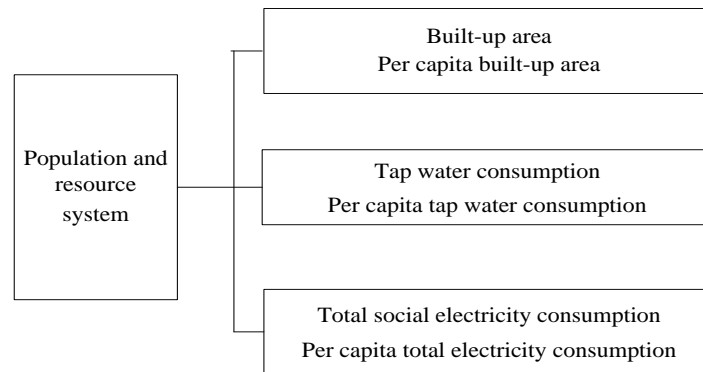 Population and
resource
system
Built-up area
Per capita built-up area
Tap water consumption
Per capita tap water consumption
Total social electricity consumption
Per capita total electricity consumption